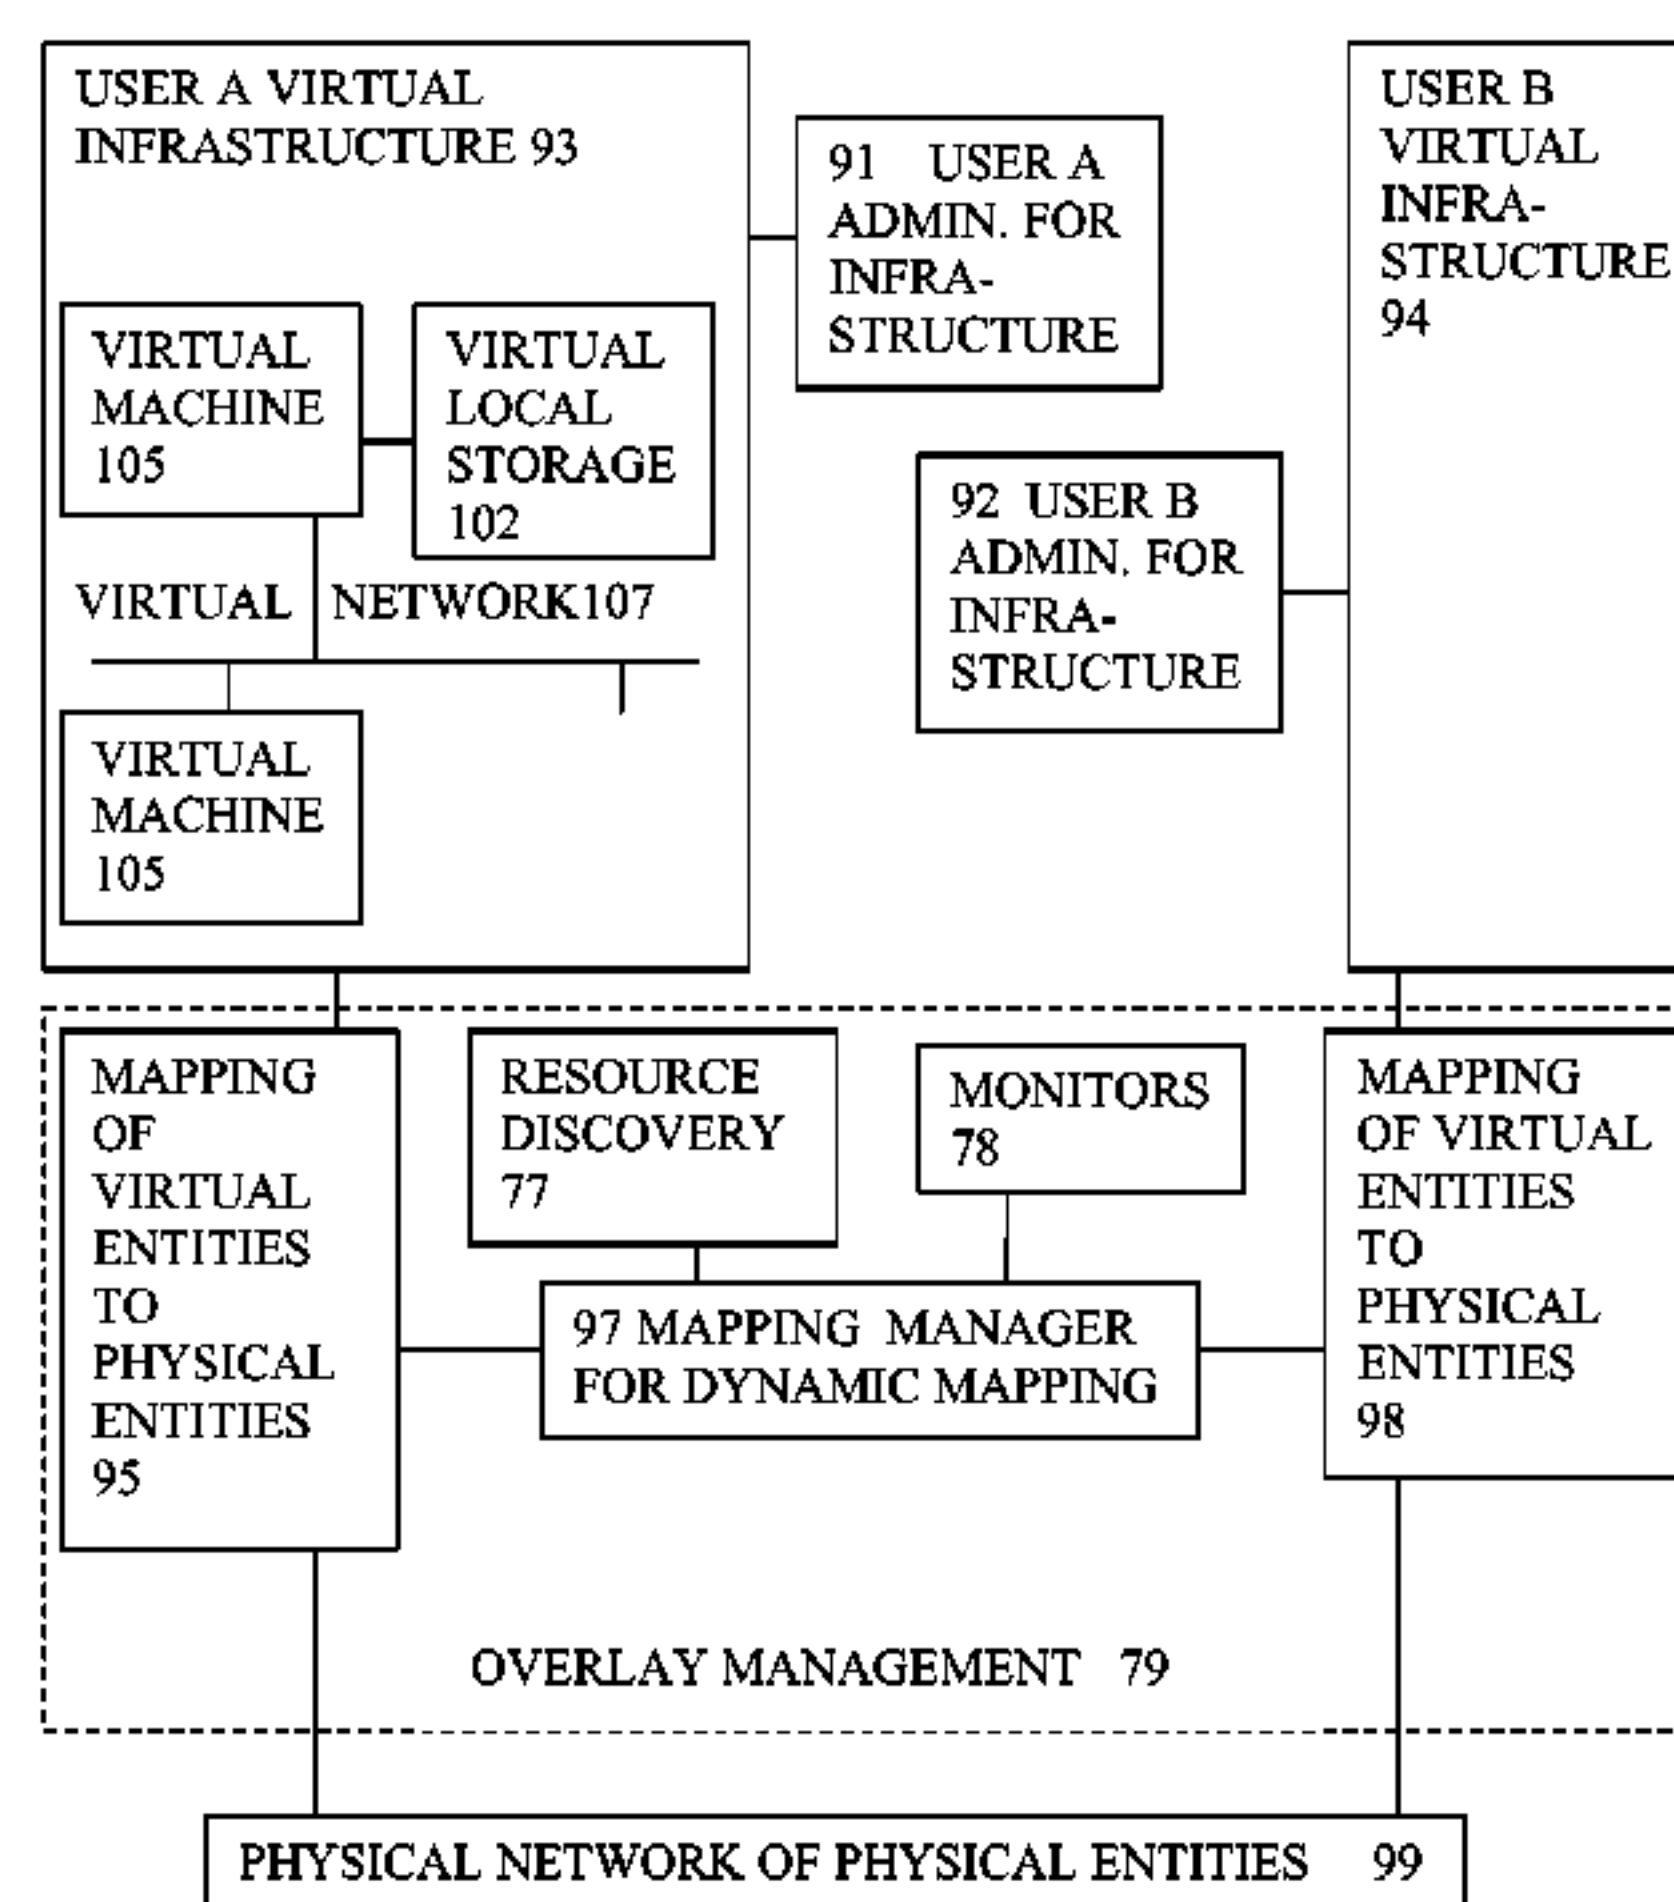 USER A VIRTUAL
INFRASTRUCTURE 93
VIRTUAL
MACHINE
105
VIRTUAL
LOCAL
STORAGE
102
VIRTUAL NETWORK107
VIRTUAL
MACHINE
105
91 USER A
ADMIN. FOR
INFRA-
STRUCTURE
92 USER B
ADMIN. FOR
INFRA-
STRUCTURE
USER B
VIRTUAL
INFRA-
STRUCTURE
94
MAPPING
OF
VIRTUAL
ENTITIES
TO
PHYSICAL
ENTITIES
95
RESOURCE
DISCOVERY
77
MONITORS
78
97 MAPPING MANAGER
FOR DYNAMIC MAPPING
MAPPING
OF VIRTUAL
ENTITIES
TO
PHYSICAL
ENTITIES
98
OVERLAY MANAGEMENT 79
PHYSICAL NETWORK OF PHYSICAL ENTITIES 99